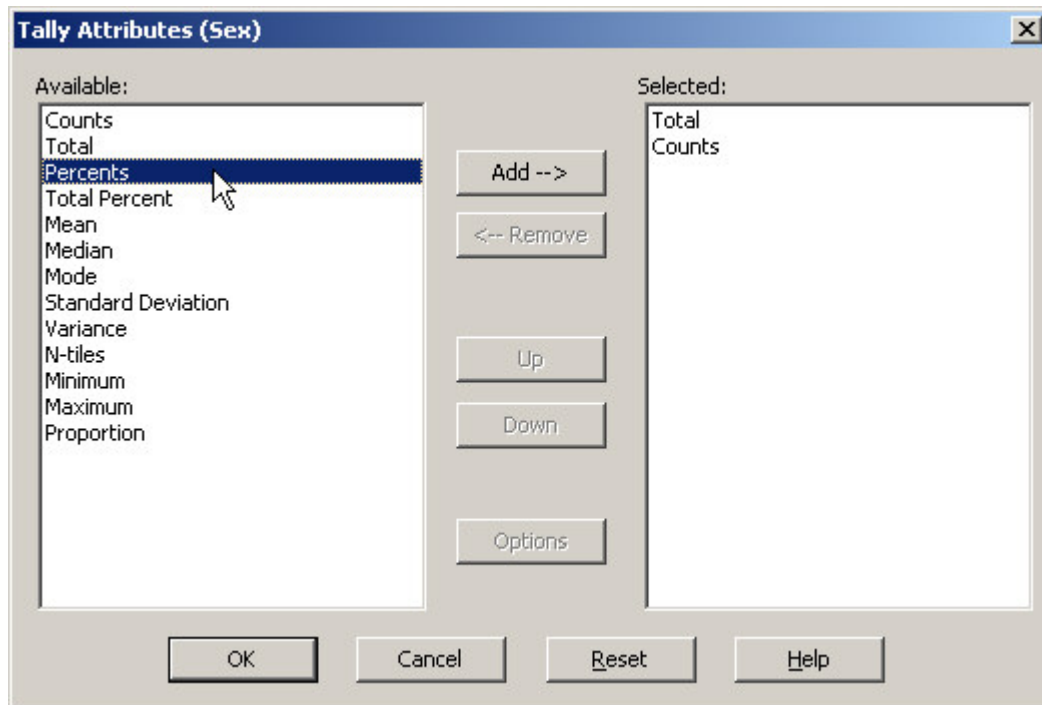 Tally Attributes (Sex)
Available:
Counts
Total
Percents
Total Percent
Mean
Median
Mode
Standard Deviation
Variance
N-tiles
Minimum
Maximum
Proportion
Add -->
<-- Remove
Up
Down
Options
Selected:
Total
Counts
OK
Cancel
Reset
Help